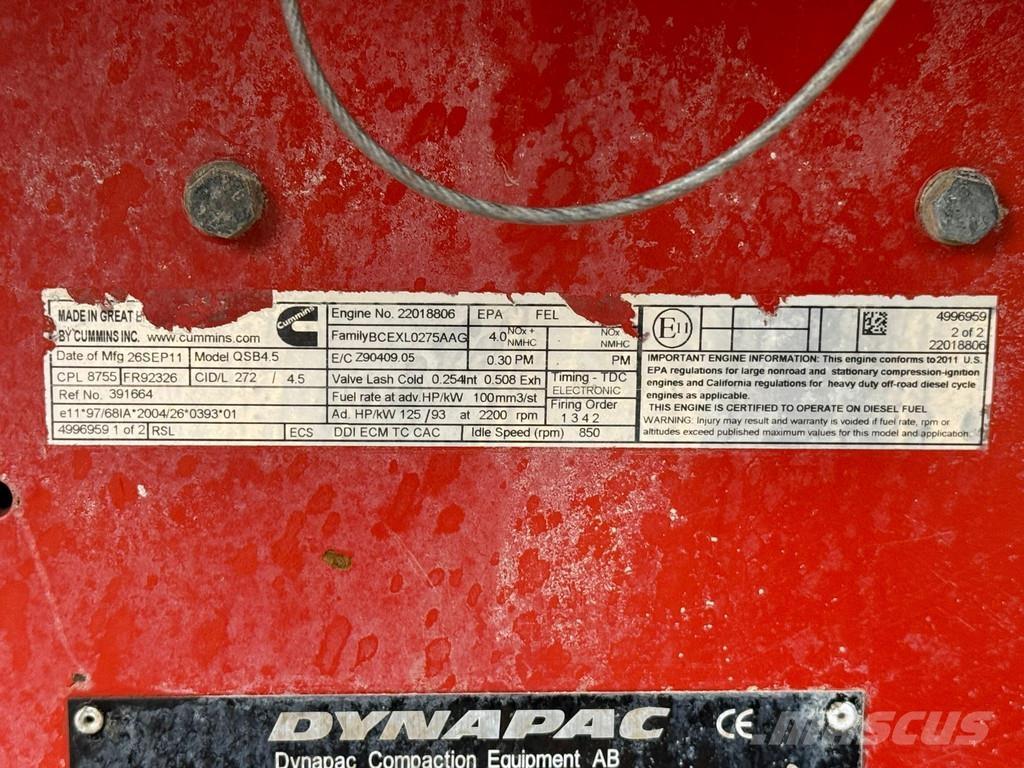 MADE IN GREAT
BY CUMMINS INC. www.cummins.com
Cummins
Date of Mfg 26SEP11 Model QSB4.5
CPL 8755 FR92326 CID/L 272 / 4.5
Ref No. 391664
e11*97/68IA*2004/26*0393*01
4996959 1 of 2 RSL ECS DDI ECM TC CAC Idle Speed (rpm) 850
Engine No. 22018806 EPA FEL
Family BCEXL0275AAG 4.0 NOx + NMHC NOx NMHC
E/C Z90409.05 0.30 PM PM
Valve Lash Cold 0.254Int 0.508 Exh Timing - TDC
ELECTRONIC
Fuel rate at adv. HP/kW 100mm3/st
Firing Order
Ad. HP/kW 125 /93 at 2200 rpm 1 3 4 2
E11
4996959
2 of 2
22018806
IMPORTANT ENGINE INFORMATION: This engine conforms to 2011 U.S.
EPA regulations for large nonroad and stationary compression-ignition
engines and California regulations for heavy duty off-road diesel cycle
engines as applicable.
THIS ENGINE IS CERTIFIED TO OPERATE ON DIESEL FUEL
WARNING: Injury may result and warranty is voided if fuel rate, rpm or
altitudes exceed published maximum values for this model and application.
DYNAPAC CE
Dynapac Compaction Equipment AB
mascus